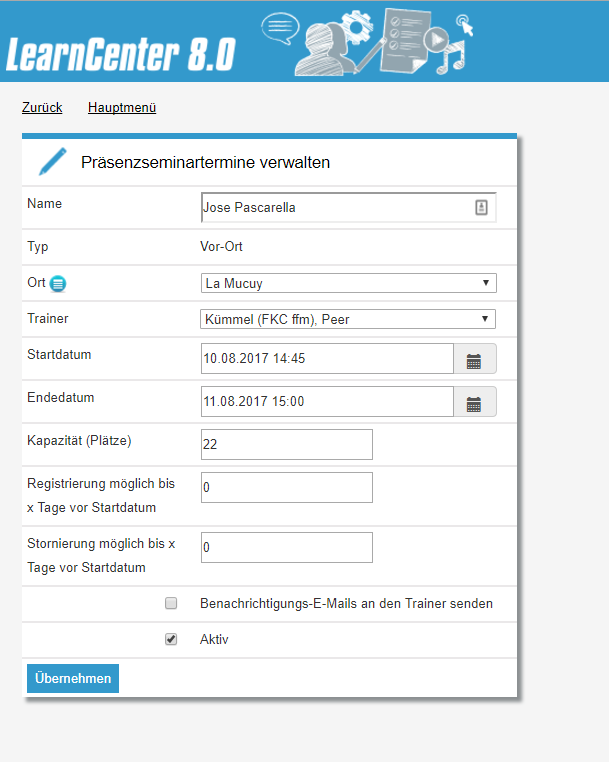 LearnCenter 8.0
Zurück Hauptmenü
Präsenzseminartermine verwalten
Name Jose Pascarella
Typ Vor-Ort
Ort La Mucuy
Trainer Kümmel (FKC ffm), Peer
Startdatum 10.08.2017 14:45
Endedatum 11.08.2017 15:00
Kapazität (Plätze) 22
Registrierung möglich bis 0
x Tage vor Startdatum
Stornierung möglich bis x 0
Tage vor Startdatum
Benachrichtigungs-E-Mails an den Trainer senden
Aktiv
Übernehmen